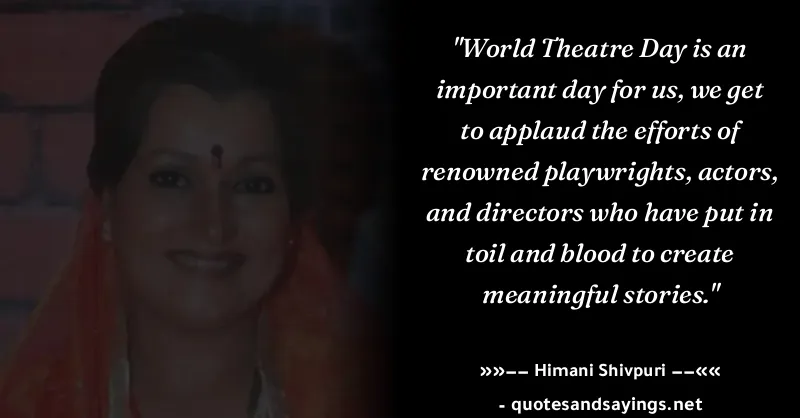 "World Theatre Day is an
important day for us, we get
to applaud the efforts of
renowned playwrights, actors,
and directors who have put in
toil and blood to create
meaningful stories."
»»−− Himani Shivpuri −−««
- quotesandsayings.net